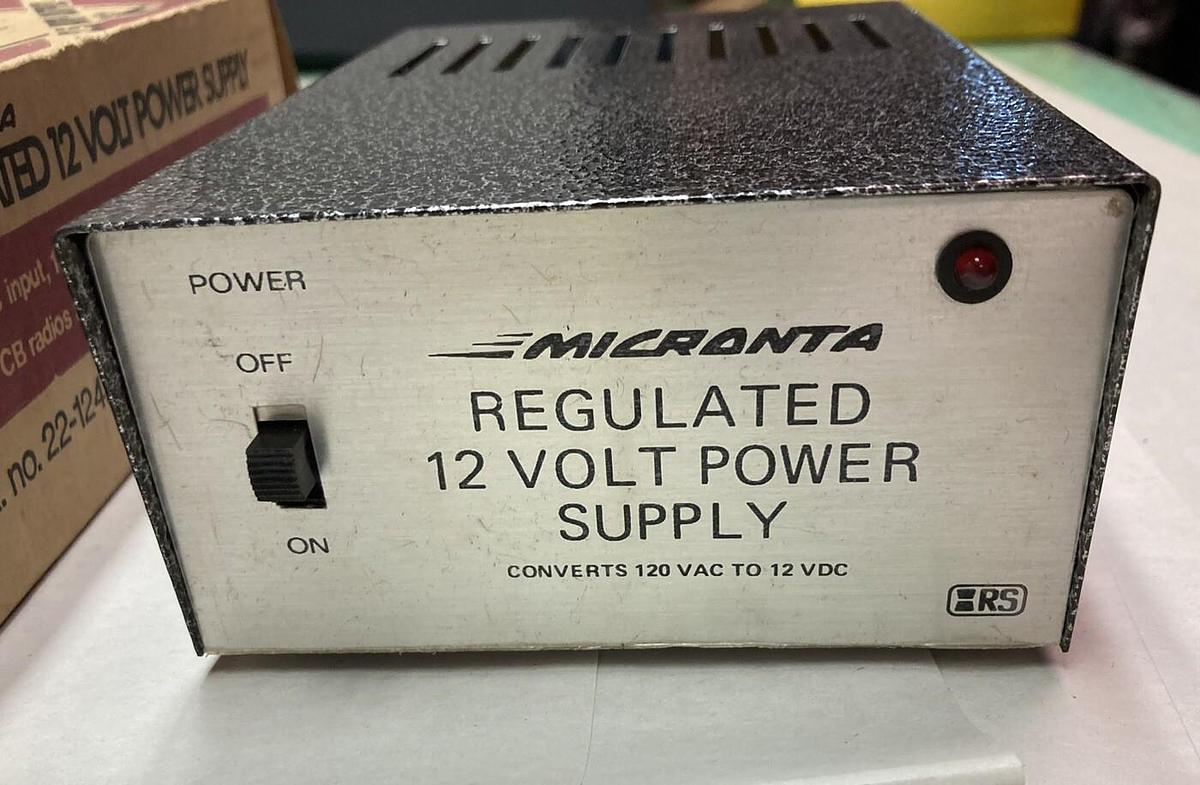 A
TED 12 VOLT POWER SUPPLY
input, 1
CB radios
. no. 22-124
POWER
OFF
ON
MICRONTA
REGULATED
12 VOLT POWER
SUPPLY
CONVERTS 120 VAC TO 12 VDC
RS